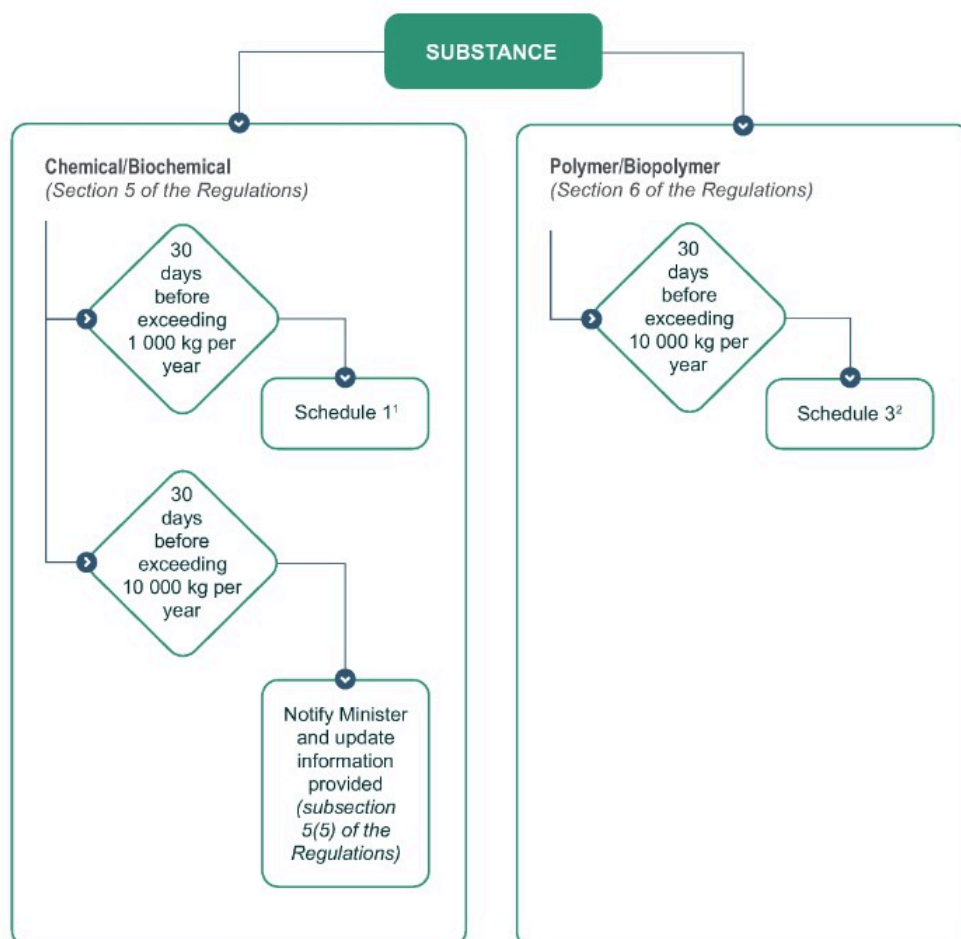 SUBSTANCE
Chemical/Biochemical
(Section 5 of the Regulations)
30
days
before
exceeding
1 000 kg per
year
Schedule 1¹
30
days
before
exceeding
10 000 kg per
year
Notify Minister
and update
information
provided
(subsection
5(5) of the
Regulations)
Polymer/Biopolymer
(Section 6 of the Regulations)
30
days
before
exceeding
10 000 kg per
year
Schedule 3²